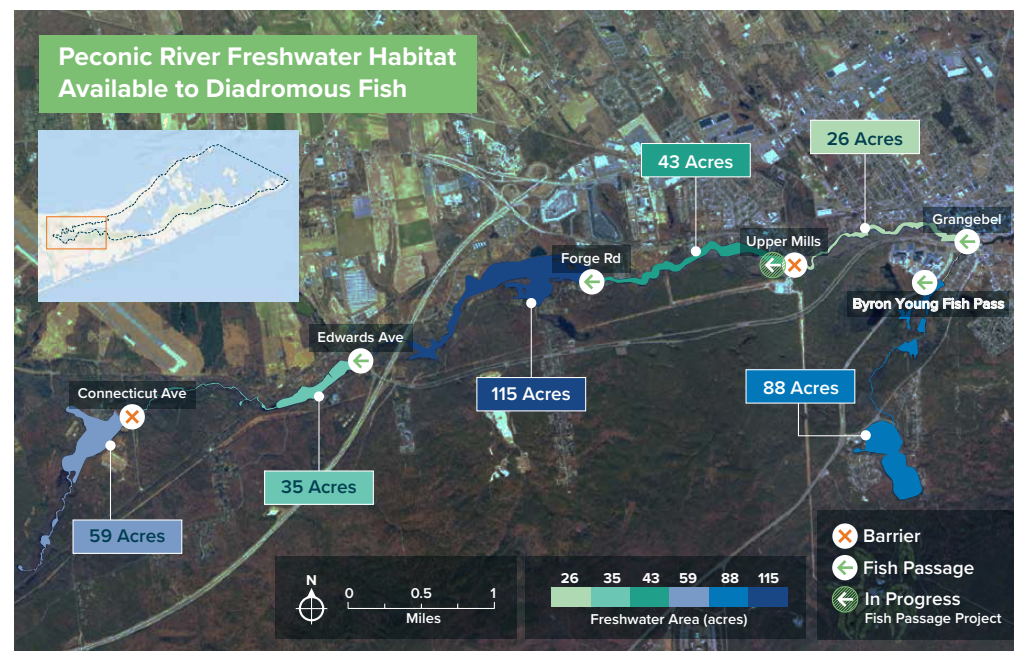 Peconic River Freshwater Habitat
Available to Diadromous Fish
26 Acres
43 Acres
Grangebel
Upper Mills
Forge Rd
Byron Young Fish Pass
Edwards Ave
115 Acres
88 Acres
Connecticut Ave
35 Acres
59 Acres
Barrier
Fish Passage
In Progress
Fish Passage Project
N
0 0.5 1
Miles
26 35 43 59 88 115
Freshwater Area (acres)